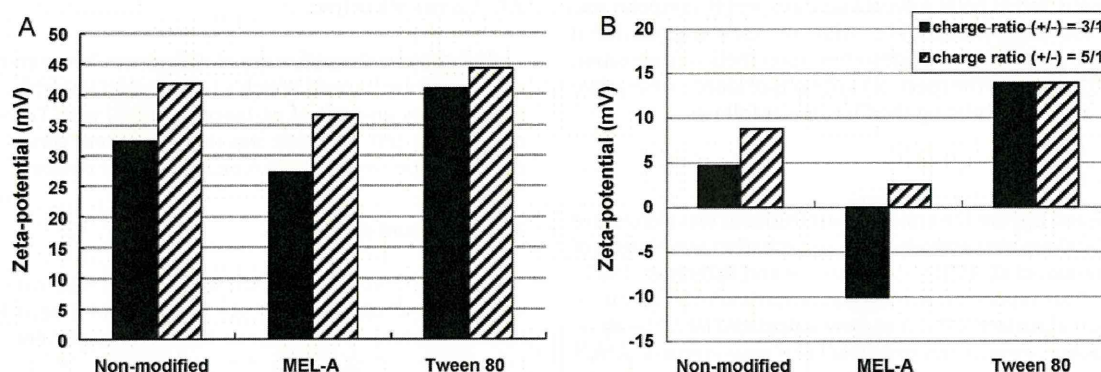 A
Zeta-potential (mV)
50
45
40
35
30
25
20
15
10
5
0
Non-modified MEL-A Tween 80
B
charge ratio (+/-) = 3/1
charge ratio (+/-) = 5/1
Zeta-potential (mV)
20
15
10
5
0
-5
-10
-15
Non-modified MEL-A Tween 80